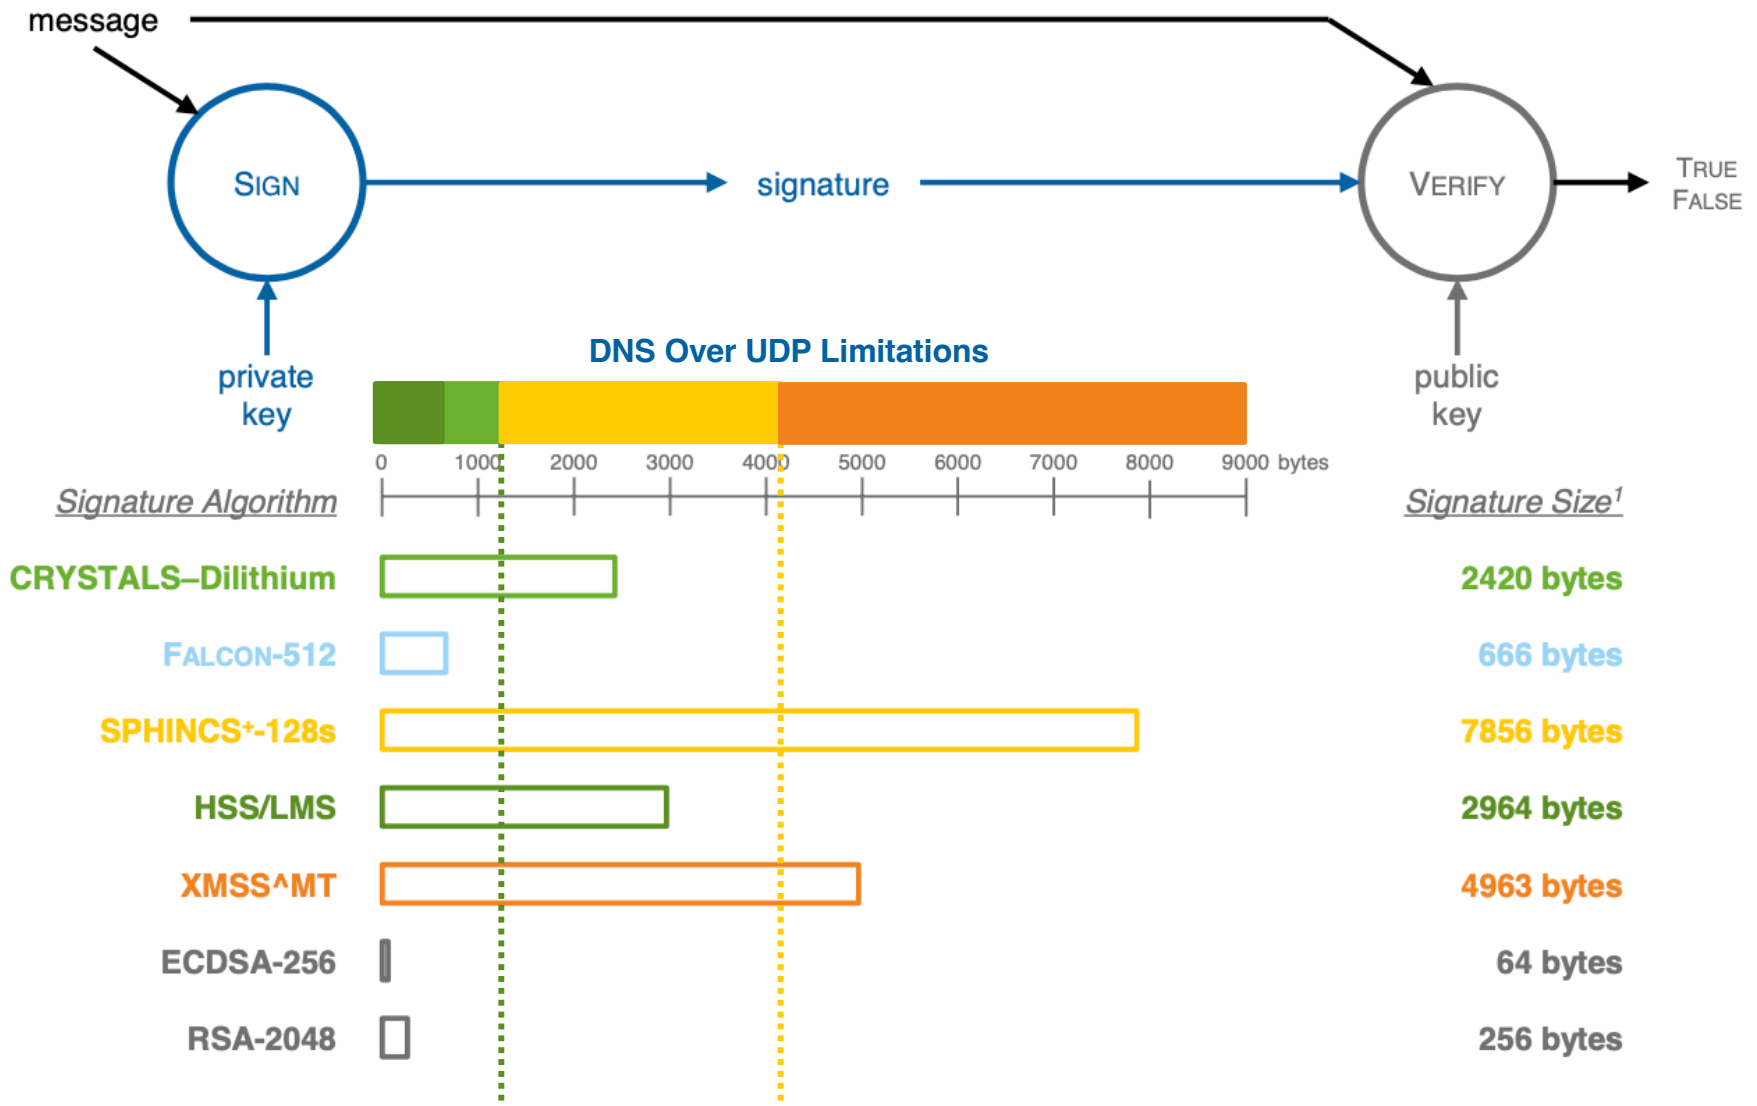 message
SIGN
signature
VERIFY
TRUE
FALSE
private
key
public
key
DNS Over UDP Limitations
0 1000 2000 3000 4000 5000 6000 7000 8000 9000 bytes
Signature Algorithm Signature Size¹
CRYSTALS–Dilithium 2420 bytes
FALCON-512 666 bytes
SPHINCS⁺-128s 7856 bytes
HSS/LMS 2964 bytes
XMSS^MT 4963 bytes
ECDSA-256 64 bytes
RSA-2048 256 bytes